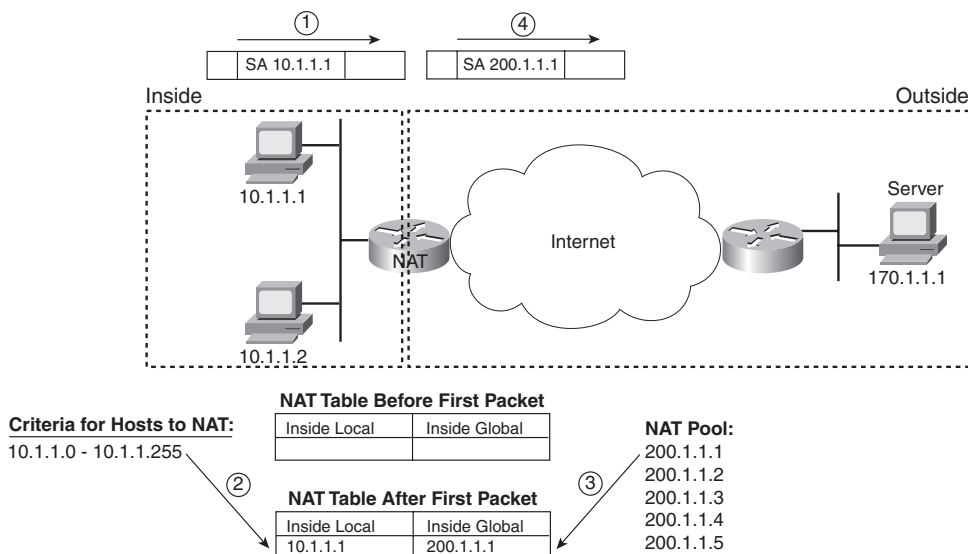 1
4
SA 10.1.1.1
SA 200.1.1.1
Inside
Outside
10.1.1.1
Server
NAT
Internet
170.1.1.1
10.1.1.2
NAT Table Before First Packet
Criteria for Hosts to NAT:
Inside Local Inside Global
NAT Pool:
10.1.1.0 - 10.1.1.255
200.1.1.1
200.1.1.2
2
3
200.1.1.3
NAT Table After First Packet
200.1.1.4
Inside Local Inside Global
200.1.1.5
10.1.1.1 200.1.1.1